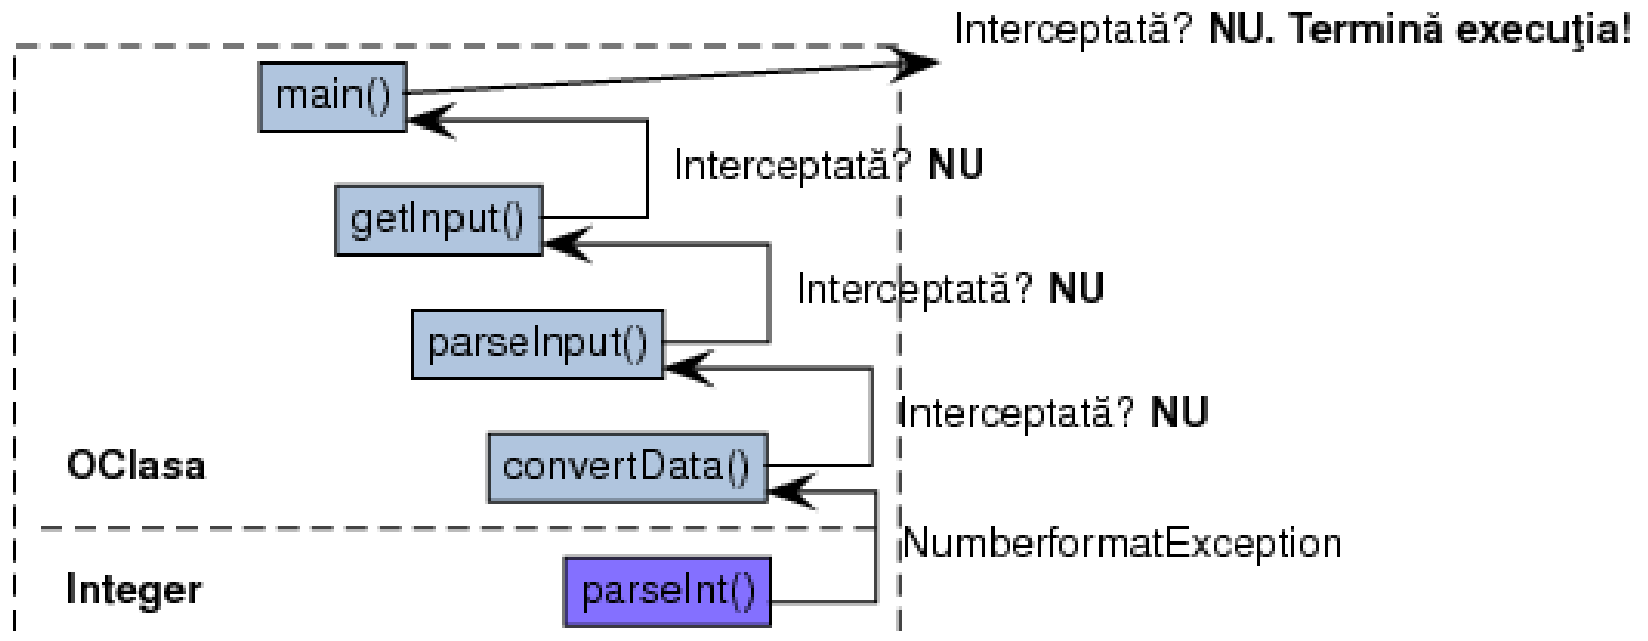 Interceptată? NU. Termină execuţia!
main()
Interceptată? NU
getInput()
Interceptată? NU
parseInput()
Interceptată? NU
OClasa
convertData()
NumberformatException
Integer
parseInt()